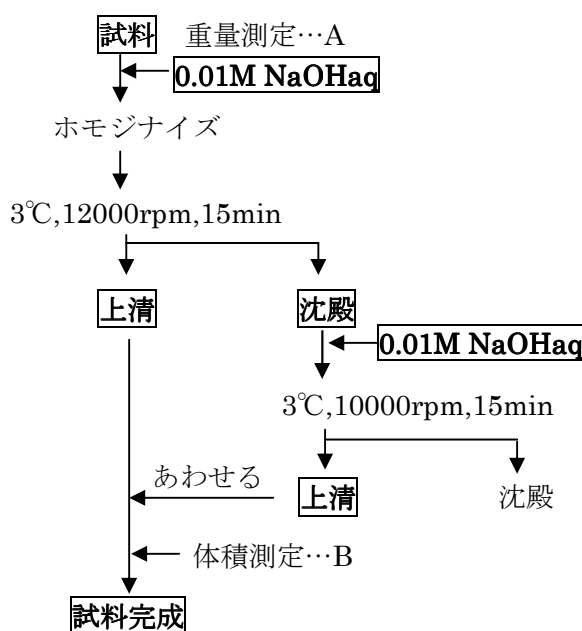 試料 重量測定…A
0.01M NaOHaq
ホモジナイズ
3℃,12000rpm,15min
上清 沈殿
0.01M NaOHaq
3℃,10000rpm,15min
あわせる 上清 沈殿
体積測定…B
試料完成